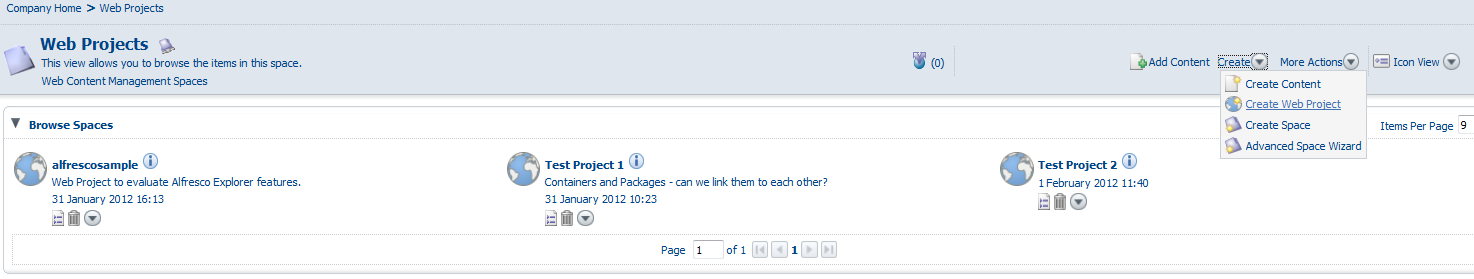 Company Home > Web Projects
Web Projects
This view allows you to browse the items in this space.
Web Content Management Spaces
(0)
Add Content
Create
More Actions
Icon View
Create Content
Create Web Project
Create Space
Advanced Space Wizard
Browse Spaces
Items Per Page 9
alfrescosample
Web Project to evaluate Alfresco Explorer features.
31 January 2012 16:13
Test Project 1
Containers and Packages - can we link them to each other?
31 January 2012 10:23
Test Project 2
1 February 2012 11:40
Page 1 of 1 1